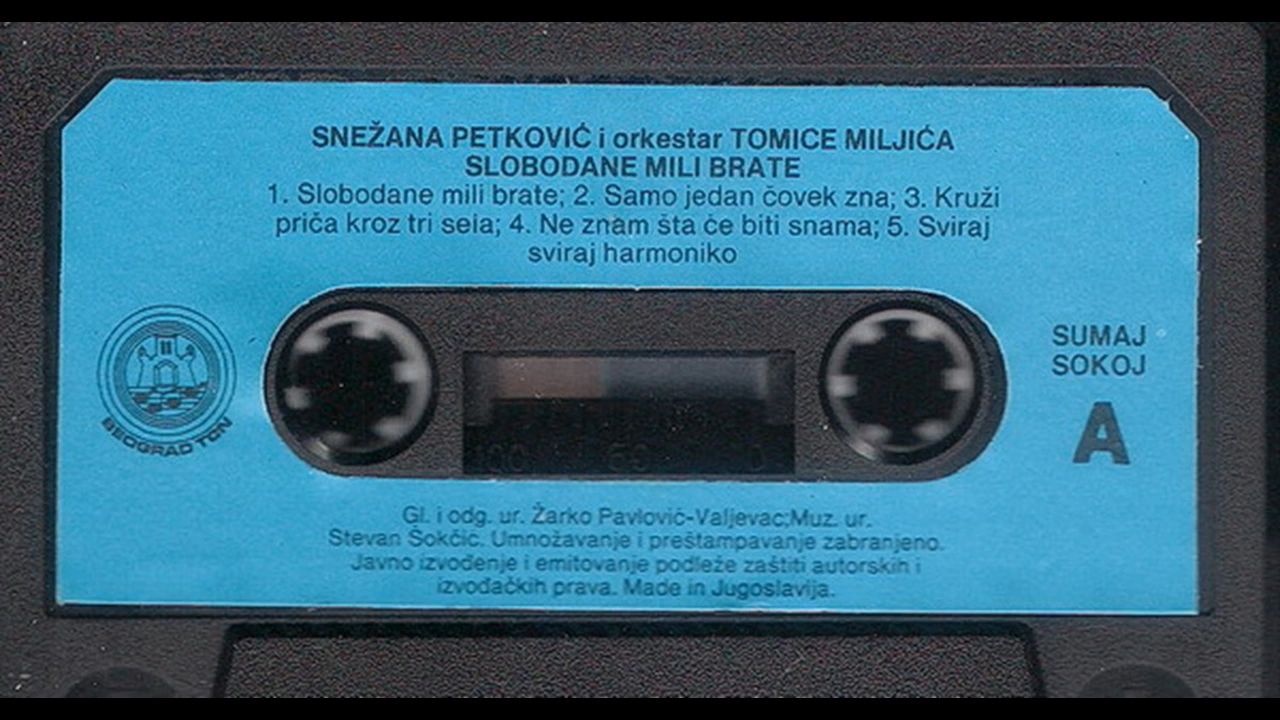 SNEŽANA PETKOVIĆ i orkestar TOMICE MILJIĆA
SLOBODANE MILI BRATE
1. Slobodane mili brate; 2. Samo jedan čovek zna; 3. Kruži
priča kroz tri sela; 4. Ne znam šta će biti snama; 5. Sviraj
sviraj harmoniko
SUMAJ
SOKOJ
A
BEOGRAD TON
100 50 0
Gl. i odg. ur. Žarko Pavlović-Valjevac;Muz. ur.
Stevan Šokčić. Umnožavanje i preštampavanje zabranjeno.
Javno izvođenje i emitovanje podleže zaštiti autorskih i
izvođačkih prava. Made in Jugoslavija.